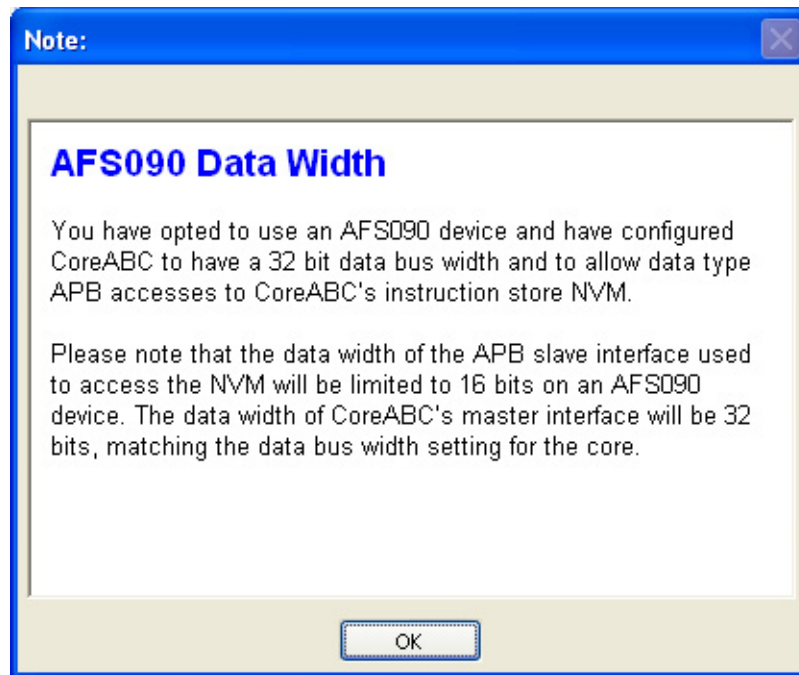 Note:
AFS090 Data Width
You have opted to use an AFS090 device and have configured
CoreABC to have a 32 bit data bus width and to allow data type
APB accesses to CoreABC's instruction store NVM.
Please note that the data width of the APB slave interface used
to access the NVM will be limited to 16 bits on an AFS090
device. The data width of CoreABC's master interface will be 32
bits, matching the data bus width setting for the core.
OK